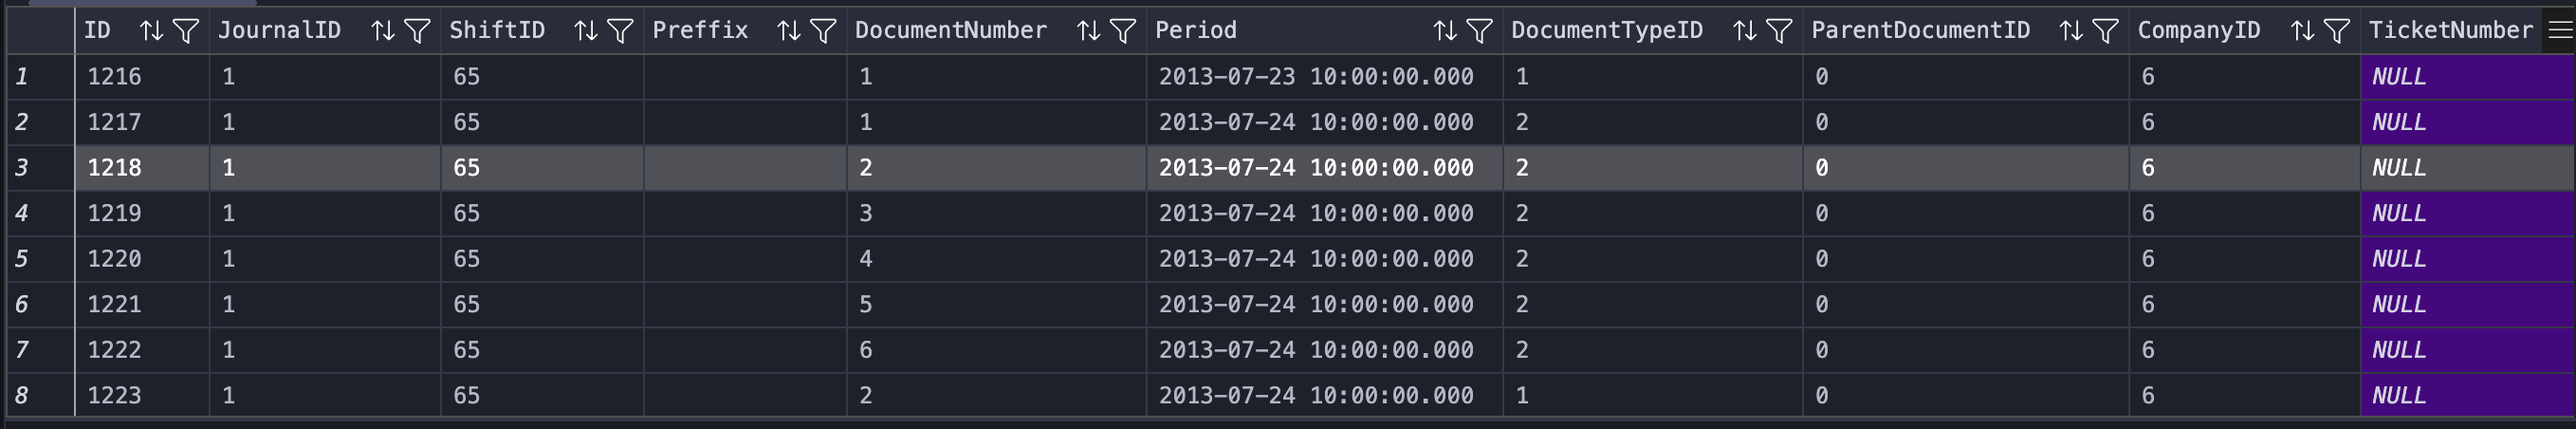 ID JournalID ShiftID Preffix DocumentNumber Period DocumentTypeID ParentDocumentID CompanyID TicketNumber
1 1216 1 65 1 2013-07-23 10:00:00.000 1 0 6 NULL
2 1217 1 65 1 2013-07-24 10:00:00.000 2 0 6 NULL
3 1218 1 65 2 2013-07-24 10:00:00.000 2 0 6 NULL
4 1219 1 65 3 2013-07-24 10:00:00.000 2 0 6 NULL
5 1220 1 65 4 2013-07-24 10:00:00.000 2 0 6 NULL
6 1221 1 65 5 2013-07-24 10:00:00.000 2 0 6 NULL
7 1222 1 65 6 2013-07-24 10:00:00.000 2 0 6 NULL
8 1223 1 65 2 2013-07-24 10:00:00.000 1 0 6 NULL